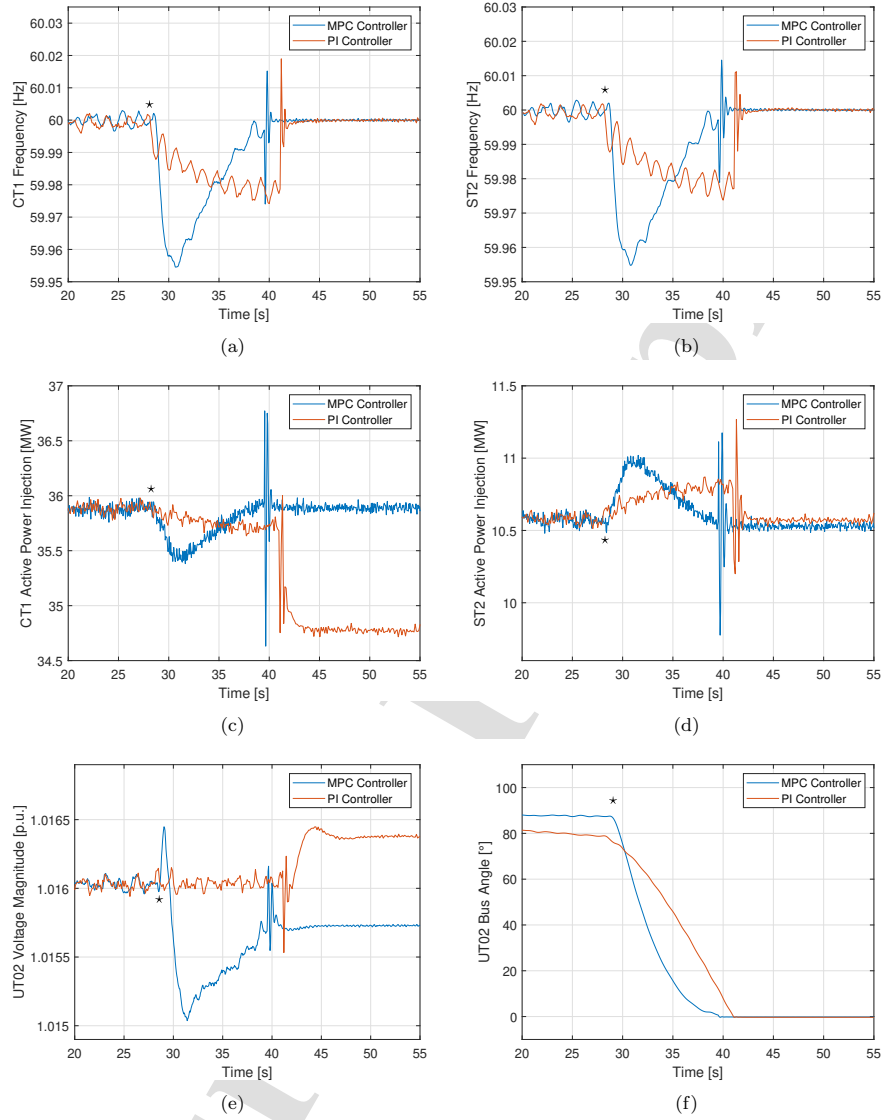 60.03
60.02
60.01
60
59.99
59.98
59.97
59.96
59.95
CT1 Frequency [Hz]
MPC Controller
PI Controller
20 25 30 35 40 45 50 55
Time [s]
(a)
60.03
60.02
60.01
60
59.99
59.98
59.97
59.96
59.95
ST2 Frequency [Hz]
MPC Controller
PI Controller
20 25 30 35 40 45 50 55
Time [s]
(b)
37
36.5
36
35.5
35
34.5
CT1 Active Power Injection [MW]
MPC Controller
PI Controller
20 25 30 35 40 45 50 55
Time [s]
(c)
11.5
11
10.5
10
ST2 Active Power Injection [MW]
MPC Controller
PI Controller
20 25 30 35 40 45 50 55
Time [s]
(d)
1.0165
1.016
1.0155
1.015
UT02 Voltage Magnitude [p.u.]
MPC Controller
PI Controller
20 25 30 35 40 45 50 55
Time [s]
(e)
100
80
60
40
20
0
UT02 Bus Angle [°]
MPC Controller
PI Controller
20 25 30 35 40 45 50 55
Time [s]
(f)